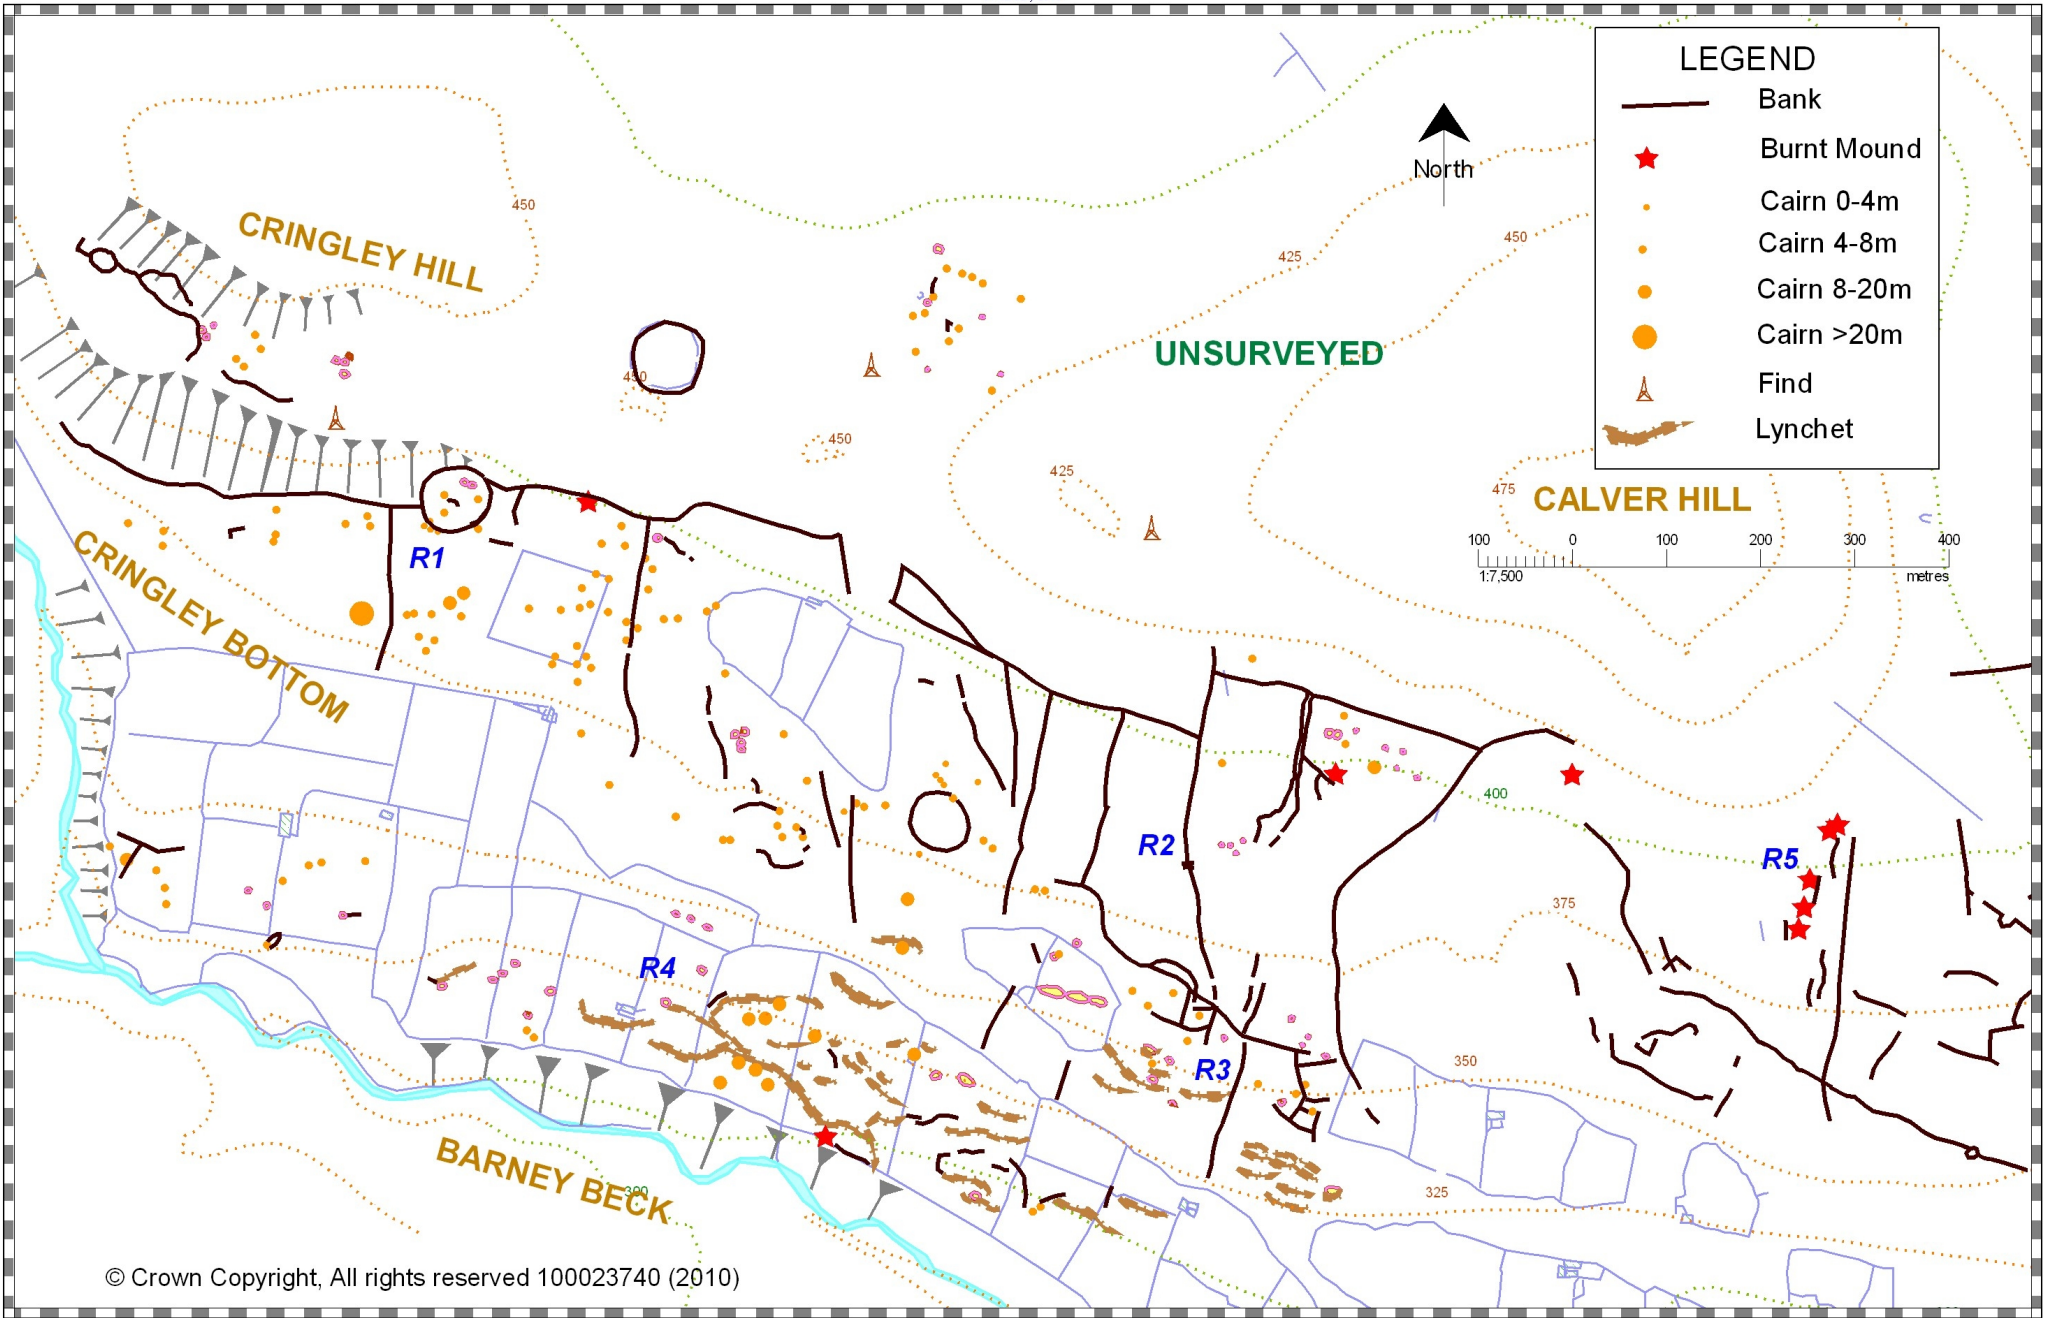 LEGEND
Bank
Burnt Mound
Cairn 0-4m
Cairn 4-8m
Cairn 8-20m
Cairn >20m
Find
Lynchet
North
450
CRINGLEY HILL
425
450
UNSURVEYED
450
450
425
475
CALVER HILL
100 0 100 200 300 400
1:7,500 metres
R1
CRINGLEY BOTTOM
400
R2
R5
375
R4
R3
350
BARNEY BECK
300
325
© Crown Copyright, All rights reserved 100023740 (2010)